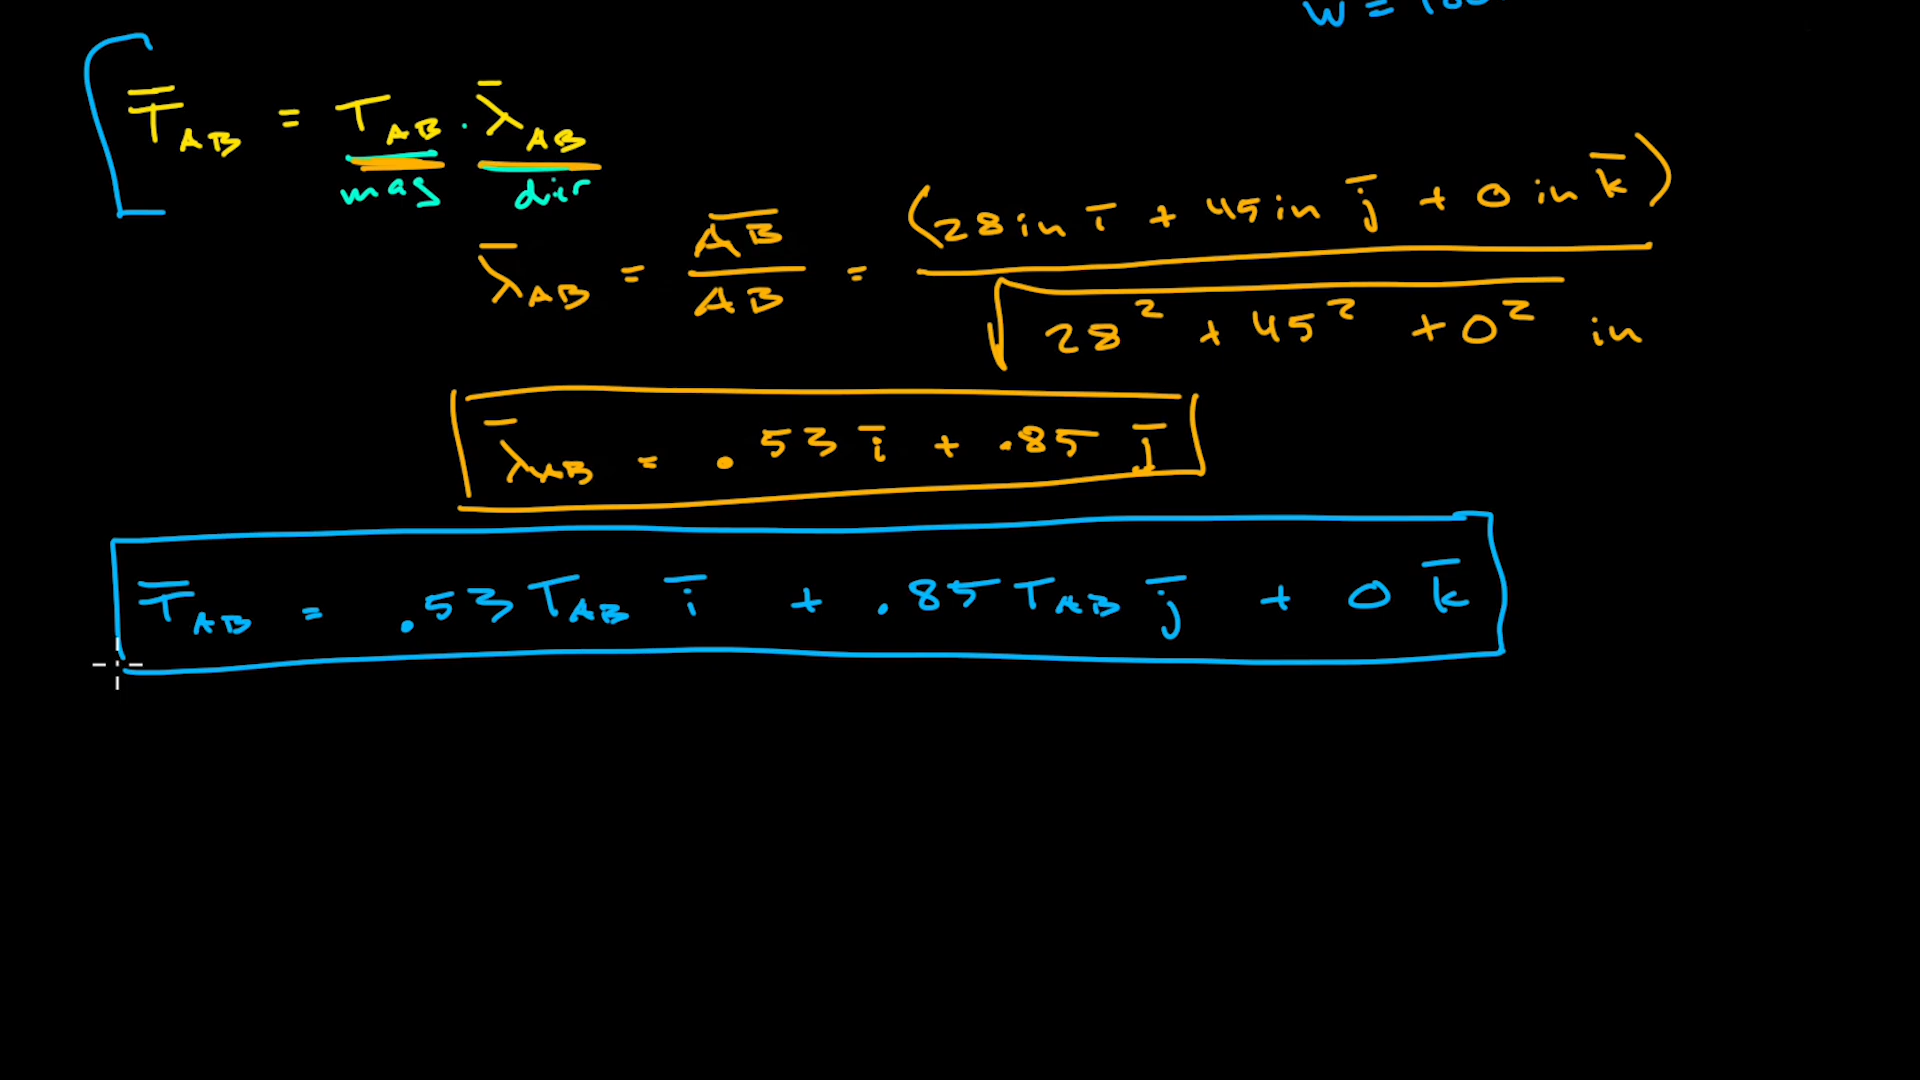 W =
T̅AB = TAB · λ̅AB
mag dir
λ̅AB = A̅B̅ / AB = (28 in i̅ + 45 in j̅ + 0 in k̅) / √(28² + 45² + 0²) in
λ̅AB = .53 i̅ + .85 j̅
T̅AB = .53 TAB i̅ + .85 TAB j̅ + 0 k̅